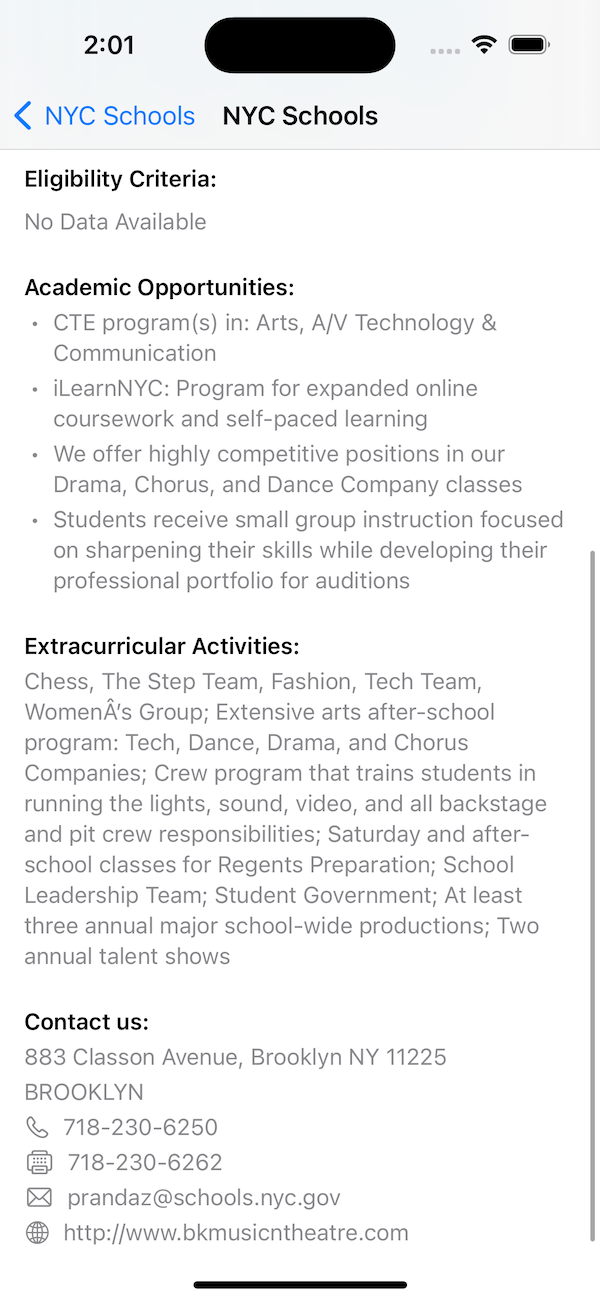 2:01
NYC Schools NYC Schools
Eligibility Criteria:
No Data Available
Academic Opportunities:
• CTE program(s) in: Arts, A/V Technology &
Communication
• iLearnNYC: Program for expanded online
coursework and self-paced learning
• We offer highly competitive positions in our
Drama, Chorus, and Dance Company classes
• Students receive small group instruction focused
on sharpening their skills while developing their
professional portfolio for auditions
Extracurricular Activities:
Chess, The Step Team, Fashion, Tech Team,
WomenÂ’s Group; Extensive arts after-school
program: Tech, Dance, Drama, and Chorus
Companies; Crew program that trains students in
running the lights, sound, video, and all backstage
and pit crew responsibilities; Saturday and after-
school classes for Regents Preparation; School
Leadership Team; Student Government; At least
three annual major school-wide productions; Two
annual talent shows
Contact us:
883 Classon Avenue, Brooklyn NY 11225
BROOKLYN
718-230-6250
718-230-6262
prandaz@schools.nyc.gov
http://www.bkmusicntheatre.com